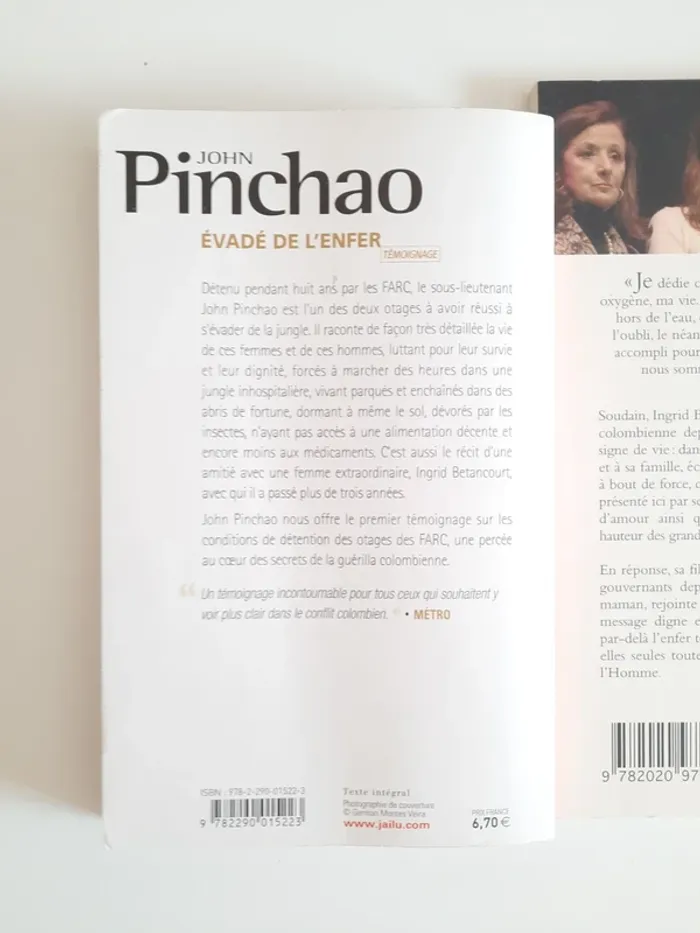 JOHN
Pinchao
ÉVADÉ DE L'ENFER
TÉMOIGNAGE
Détenu pendant huit ans par les FARC, le sous-lieutenant
John Pinchao est l'un des deux otages à avoir réussi à
s'évader de la jungle. Il raconte de façon très détaillée la vie
de ces femmes et de ces hommes, luttant pour leur survie
et leur dignité, forcés à marcher des heures dans une
jungle inhospitalière, vivant parqués et enchaînés dans des
abris de fortune, dormant à même le sol, dévorés par les
insectes, n'ayant pas accès à une alimentation décente et
encore moins aux médicaments. C'est aussi le récit d'une
amitié avec une femme extraordinaire, Ingrid Betancourt,
avec qui il a passé plus de trois années.
John Pinchao nous offre le premier témoignage sur les
conditions de détention des otages des FARC, une percée
au cœur des secrets de la guérilla colombienne.
“ Un témoignage incontournable pour tous ceux qui souhaitent y
voir plus clair dans le conflit colombien. ” • MÉTRO
ISBN : 978-2-290-01522-3
9 782290 015223
Texte intégral
Photographie de couverture
© German Montes Veira
www.jailu.com
PRIX FRANCE
6,70 €
« Je dédie
oxygène, ma vie.
hors de l'eau,
l'oubli, le
accompli pour
nous
Soudain, Ingrid
colombienne
signe de vie : dans
et à sa famille,
à bout de force,
présenté ici par
d'amour ainsi
hauteur des
En réponse, sa
gouvernants
maman, rejointe
message digne
par-delà l'enfer
elles seules
l'Homme.
9 782020 97